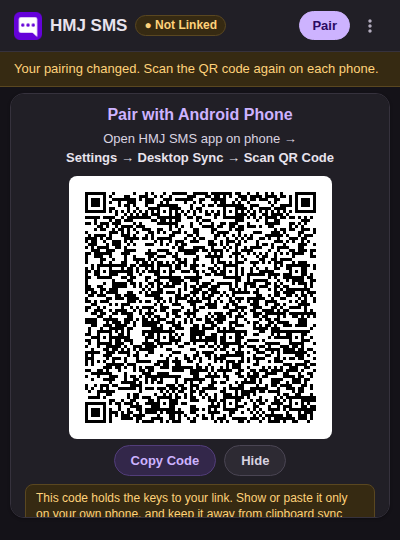 HMJ SMS
● Not Linked
Pair
Your pairing changed. Scan the QR code again on each phone.
Pair with Android Phone
Open HMJ SMS app on phone →
Settings → Desktop Sync → Scan QR Code
Copy Code
Hide
This code holds the keys to your link. Show or paste it only
on your own phone, and keep it away from clipboard sync